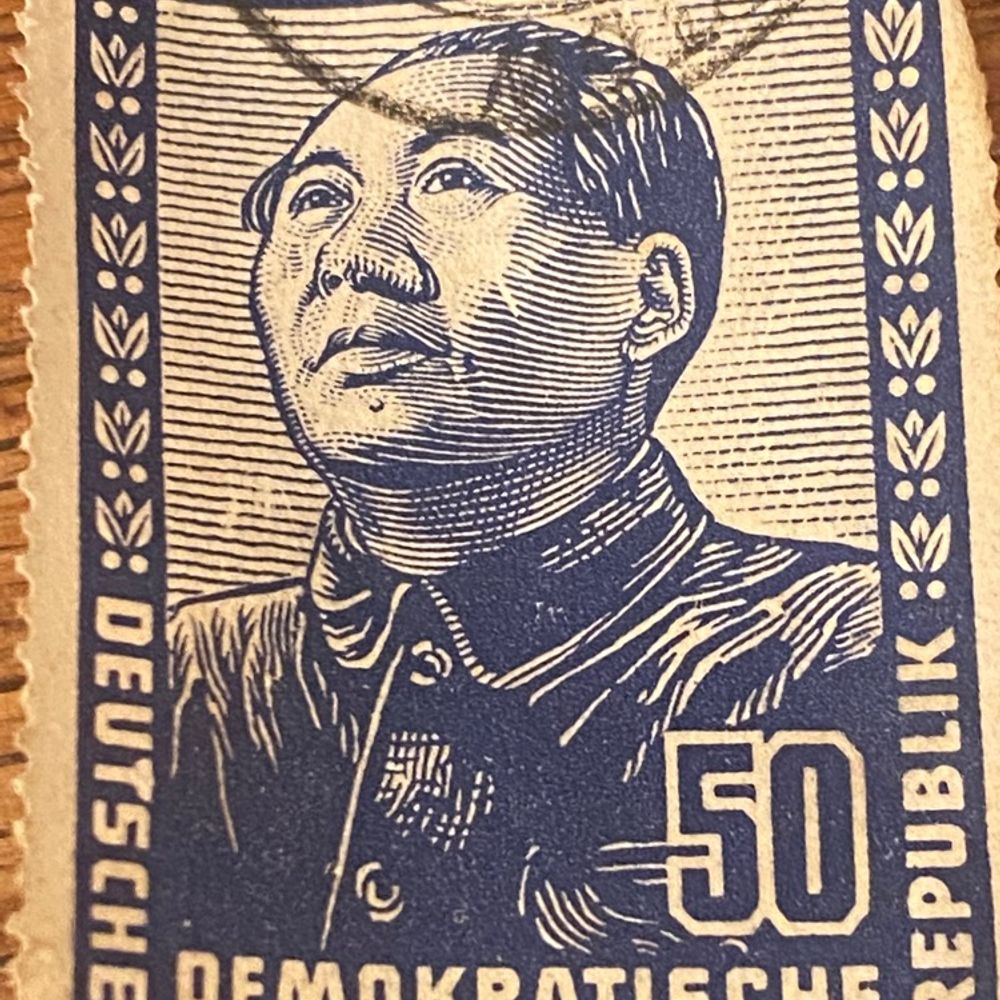 DEUTSCHE
DEMOKRATISCHE
REPUBLIK
50